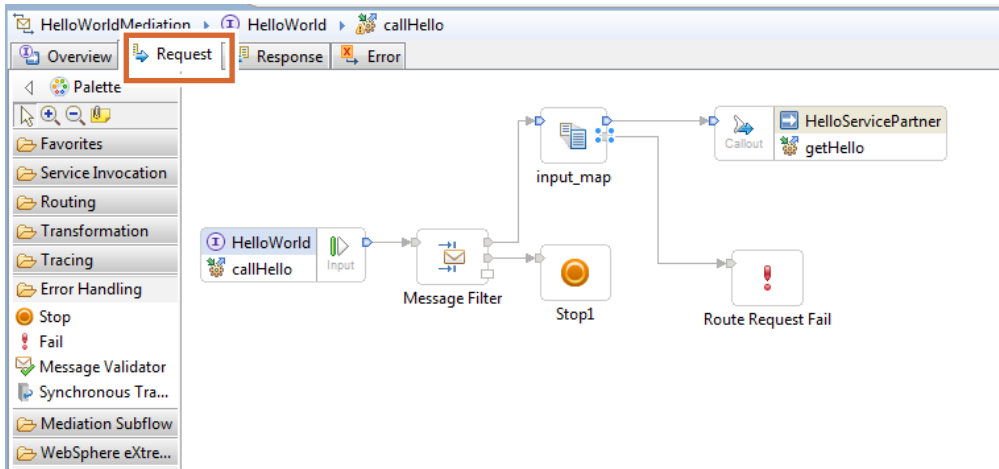 HelloWorldMediation HelloWorld callHello
Overview Request Response Error
Palette
Favorites
Service Invocation
Routing
Transformation
Tracing
Error Handling
Stop
Fail
Message Validator
Synchronous Tra...
Mediation Subflow
WebSphere eXtre...
HelloWorld
callHello
Input
Message Filter
input_map
Stop1
Callout
HelloServicePartner
getHello
Route Request Fail